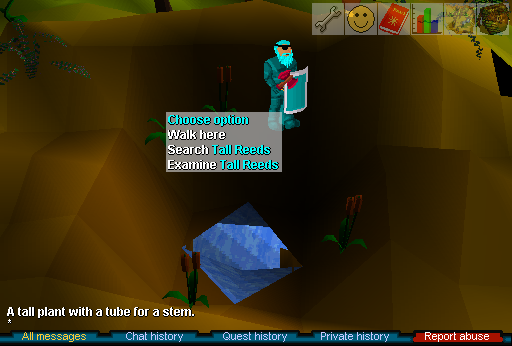 Choose option
Walk here
Search Tall Reeds
Examine Tall Reeds
A tall plant with a tube for a stem.
*
All messages
Chat history
Quest history
Private history
Report abuse